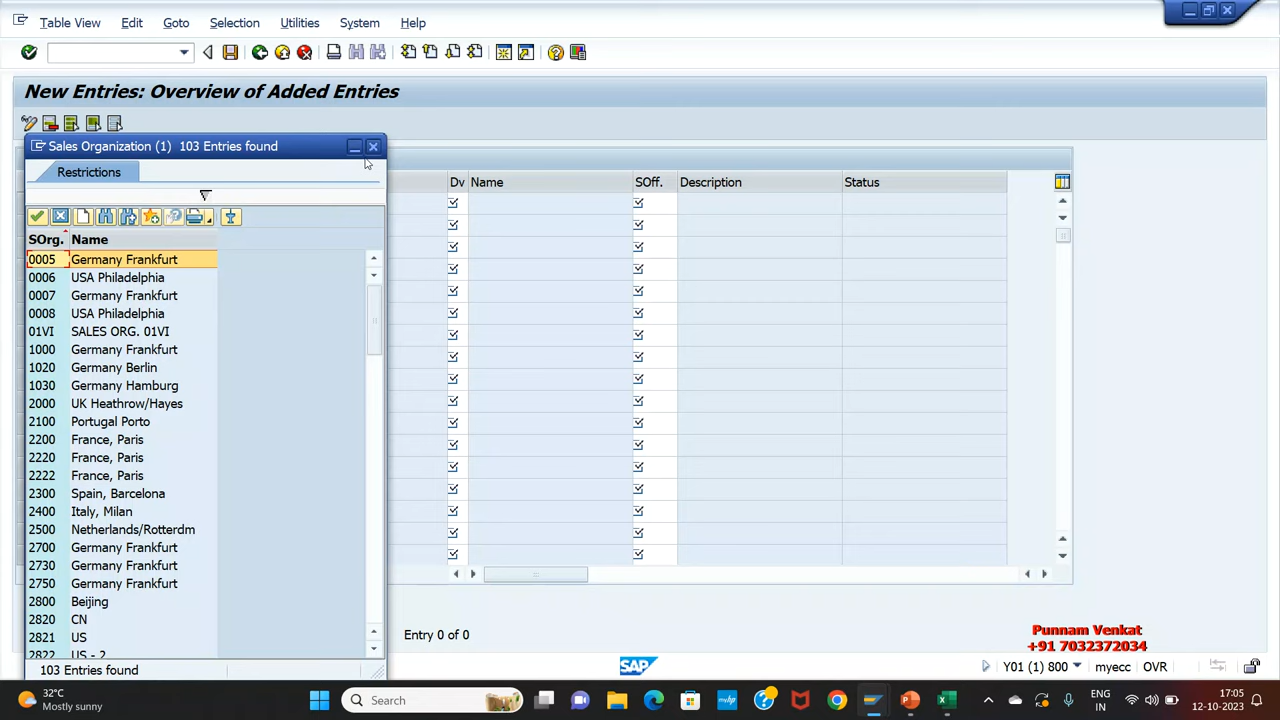 Table View Edit Goto Selection Utilities System Help
New Entries: Overview of Added Entries
Sales Organization (1) 103 Entries found
Restrictions
SOrg. Name
0005 Germany Frankfurt
0006 USA Philadelphia
0007 Germany Frankfurt
0008 USA Philadelphia
01VI SALES ORG. 01VI
1000 Germany Frankfurt
1020 Germany Berlin
1030 Germany Hamburg
2000 UK Heathrow/Hayes
2100 Portugal Porto
2200 France, Paris
2220 France, Paris
2222 France, Paris
2300 Spain, Barcelona
2400 Italy, Milan
2500 Netherlands/Rotterdm
2700 Germany Frankfurt
2730 Germany Frankfurt
2750 Germany Frankfurt
2800 Beijing
2820 CN
2821 US
2822 US - 2
103 Entries found
Dv Name SOff. Description Status
Entry 0 of 0
Punnam Venkat
+91 7032372034
SAP
Y01 (1) 800 myecc OVR
32°C
Mostly sunny
Search
mhp
ENG
IN
17:05
12-10-2023